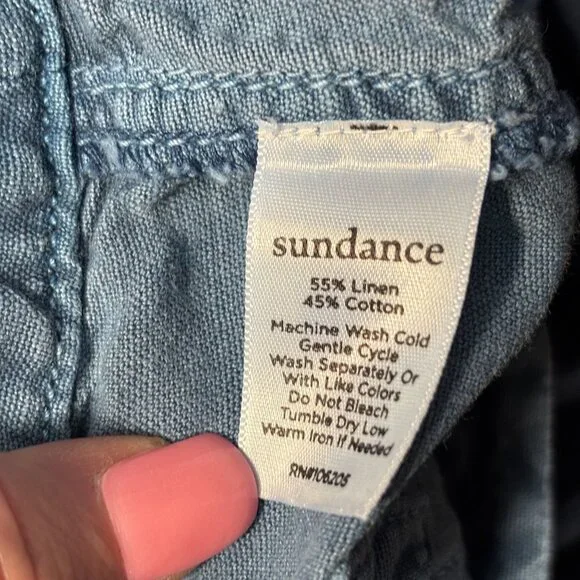 sundance
55% Linen
45% Cotton
Machine Wash Cold
Gentle Cycle
Wash Separately Or
With Like Colors
Do Not Bleach
Tumble Dry Low
Warm Iron If Needed
RN#106205